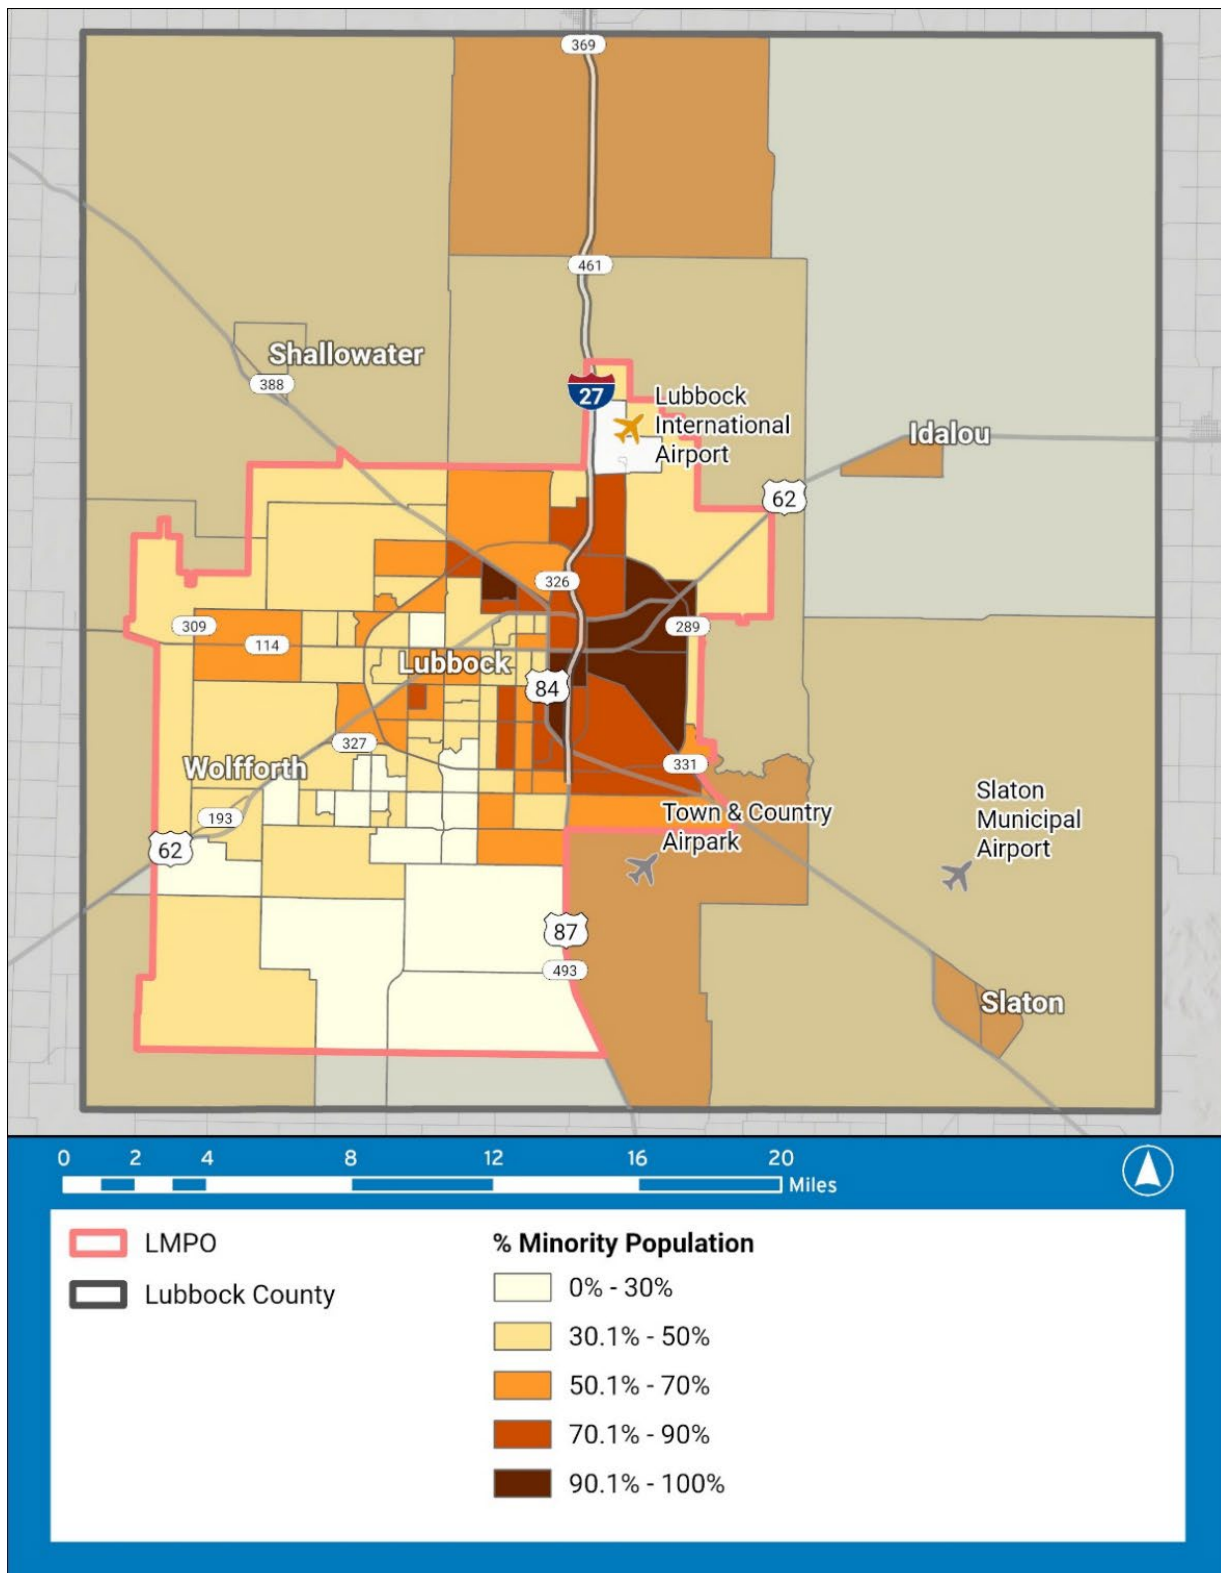 369
461
Shallowater
388
27
Lubbock
International
Airport
Idalou
62
326
309
289
114
Lubbock
84
327
331
Wolfforth
193
Town & Country
Airpark
Slaton
Municipal
Airport
62
87
493
Slaton
0 2 4 8 12 16 20
Miles
LMPO
Lubbock County
% Minority Population
0% - 30%
30.1% - 50%
50.1% - 70%
70.1% - 90%
90.1% - 100%